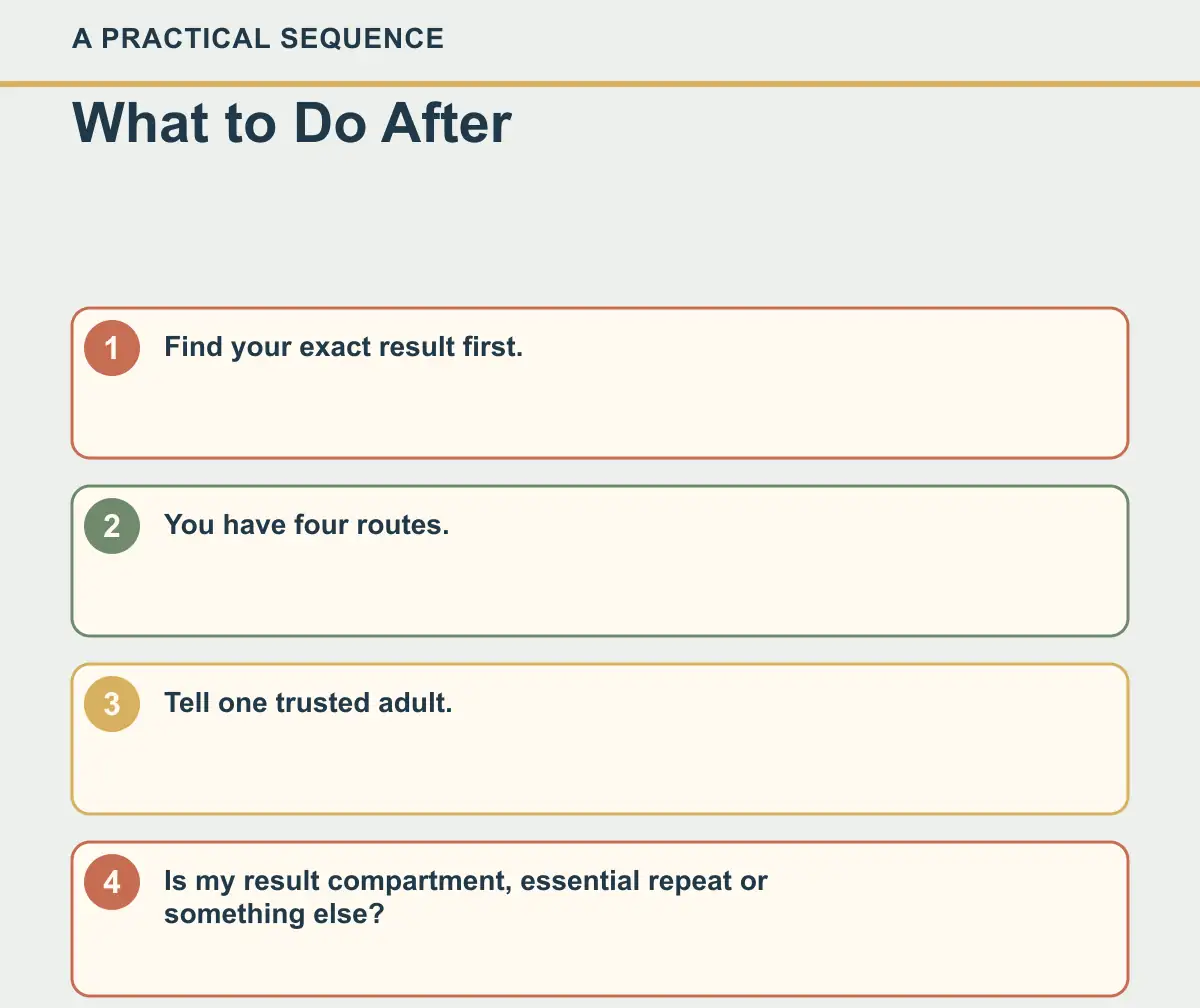 A PRACTICAL SEQUENCE
What to Do After
1
Find your exact result first.
2
You have four routes.
3
Tell one trusted adult.
4
Is my result compartment, essential repeat or
something else?